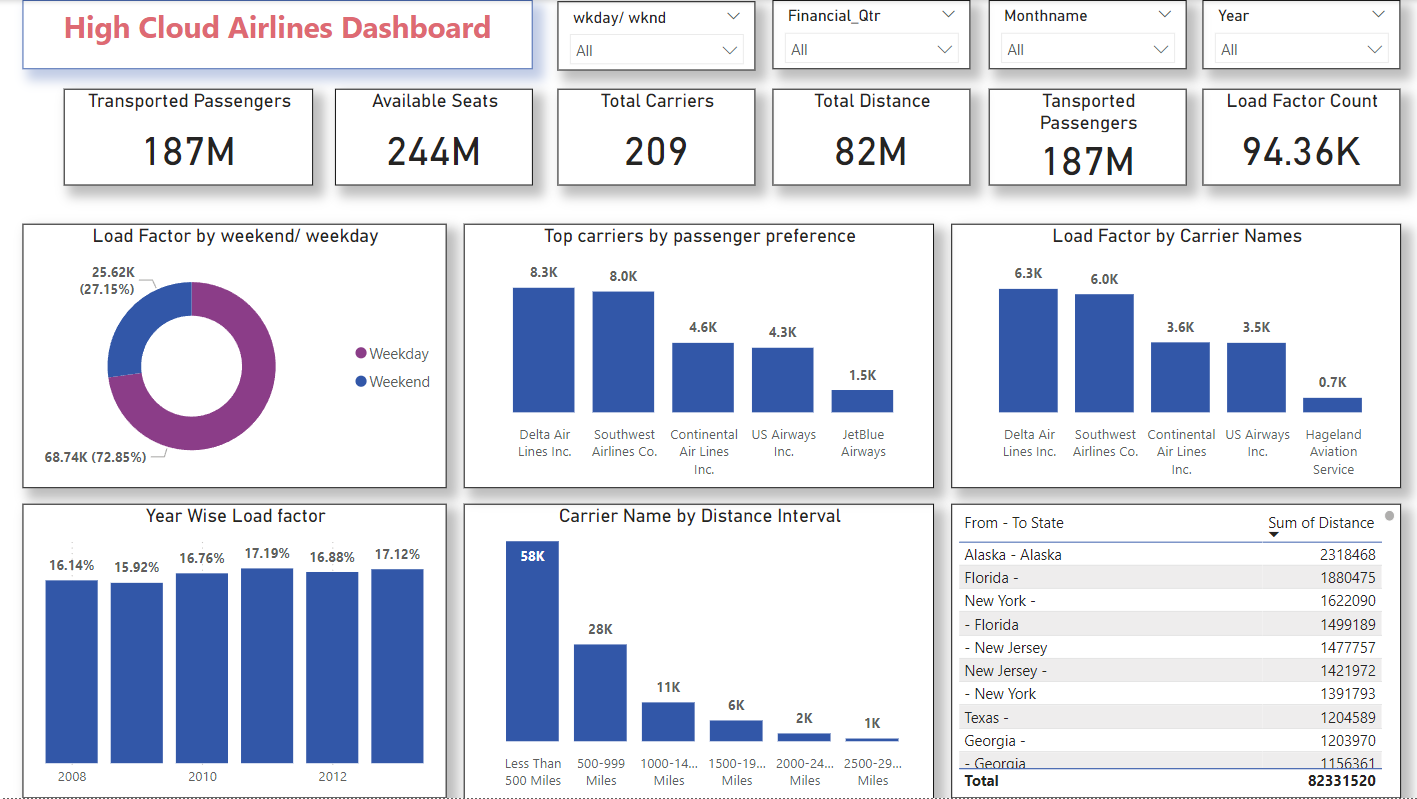 High Cloud Airlines Dashboard
wkday/ wknd
All
Financial_Qtr
All
Monthname
All
Year
All
Transported Passengers
187M
Available Seats
244M
Total Carriers
209
Total Distance
82M
Tansported
Passengers
187M
Load Factor Count
94.36K
Load Factor by weekend/ weekday
25.62K
(27.15%)
68.74K (72.85%)
Weekday
Weekend
Top carriers by passenger preference
8.3K
8.0K
4.6K
4.3K
1.5K
Delta Air
Lines Inc.
Southwest
Airlines Co.
Continental
Air Lines
Inc.
US Airways
Inc.
JetBlue
Airways
Load Factor by Carrier Names
6.3K
6.0K
3.6K
3.5K
0.7K
Delta Air
Lines Inc.
Southwest
Airlines Co.
Continental
Air Lines
Inc.
US Airways
Inc.
Hageland
Aviation
Service
Year Wise Load factor
16.14%
15.92%
16.76%
17.19%
16.88%
17.12%
2008
2010
2012
Carrier Name by Distance Interval
58K
28K
11K
6K
2K
1K
Less Than
500 Miles
500-999
Miles
1000-14...
Miles
1500-19...
Miles
2000-24...
Miles
2500-29...
Miles
From - To State Sum of Distance
Alaska - Alaska 2318468
Florida - 1880475
New York - 1622090
- Florida 1499189
- New Jersey 1477757
New Jersey - 1421972
- New York 1391793
Texas - 1204589
Georgia - 1203970
- Georgia 1156361
Total 82331520